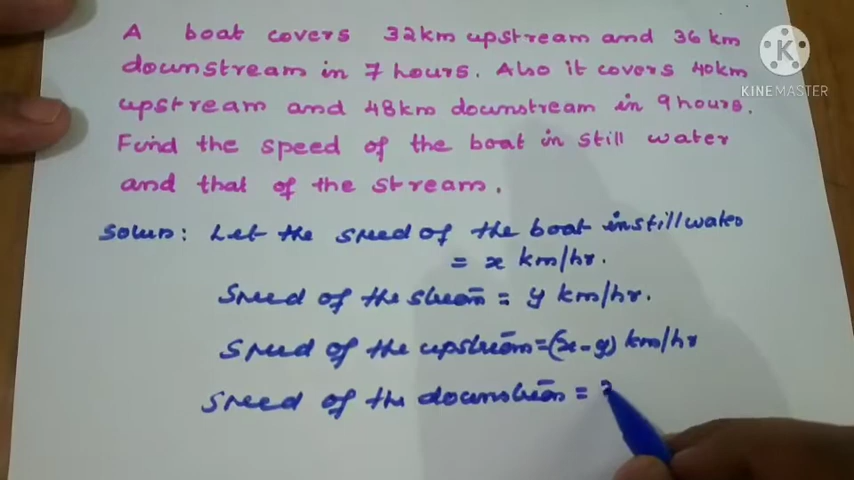 A boat covers 32km upstream and 36 km
downstream in 7 hours. Also it covers 40km
upstream and 48km downstream in 9 hours.
Find the speed of the boat in still water
and that of the stream.
Solun: Let the speed of the boat in still water
= x km/hr.
Speed of the stream = y km/hr.
Speed of the upstream = (x-y) km/hr
Speed of the downstream =
K
KINEMASTER